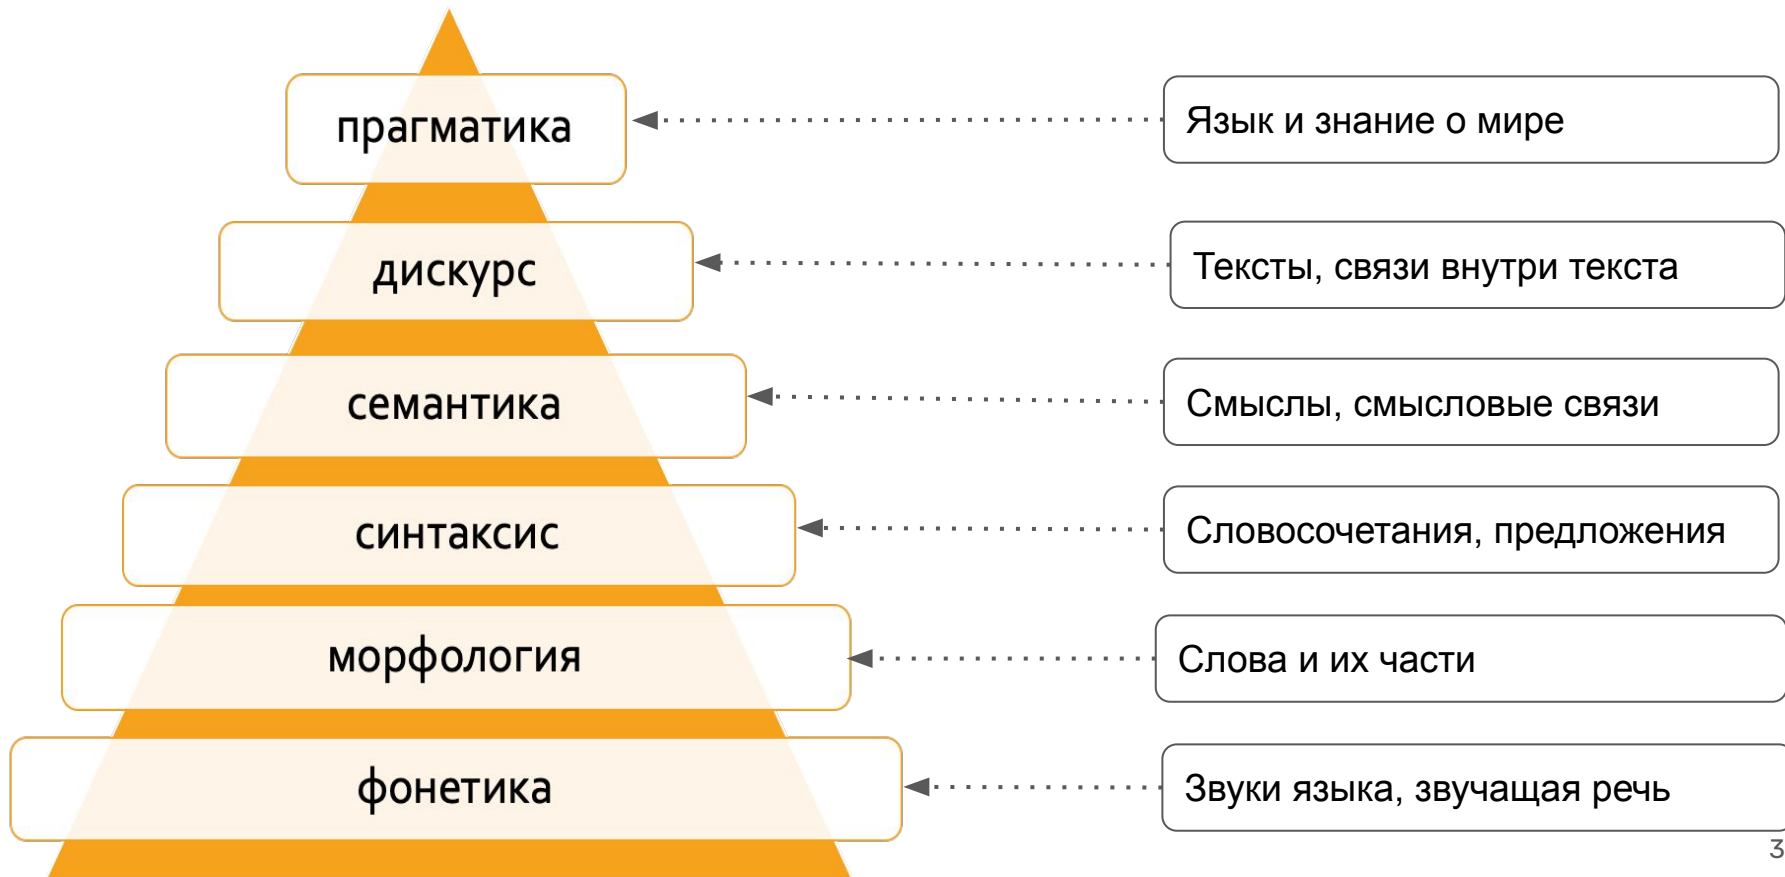 прагматика
Язык и знание о мире
дискурс
Тексты, связи внутри текста
семантика
Смыслы, смысловые связи
синтаксис
Словосочетания, предложения
морфология
Слова и их части
фонетика
Звуки языка, звучащая речь
3